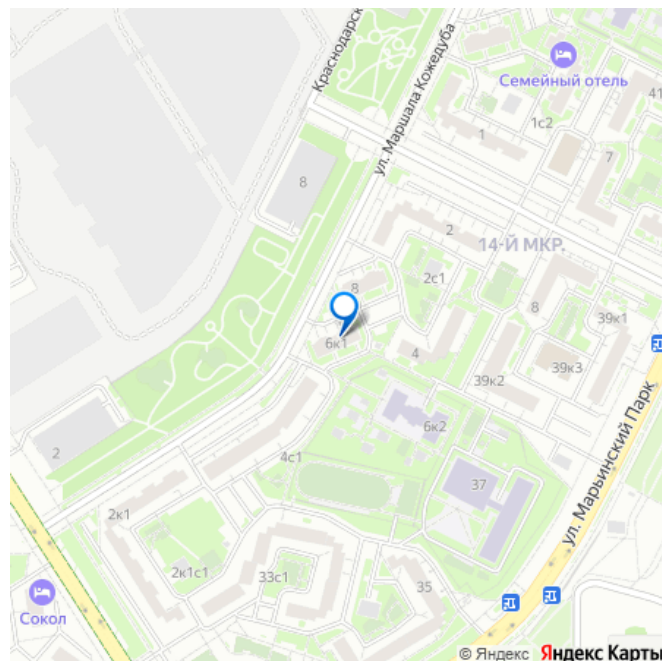 Краснодарск
ул. Маршала Кожедуба
Семейный отель
41
1с2
1
7
8
2
14-Й МКР.
2с1
8
8
39к1
6к1
4
39к3
39к2
6к2
ул. Марьинский Парк
2
4с1
37
2к1
2к1с1
33с1
35
Сокол
© Яндекс Яндекс Карты